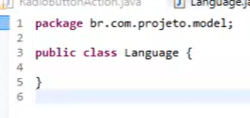 RadioButtonAction.java
Language.ja
1 package br.com.projeto.model;
2
3 public class Language {
4
5 }
6